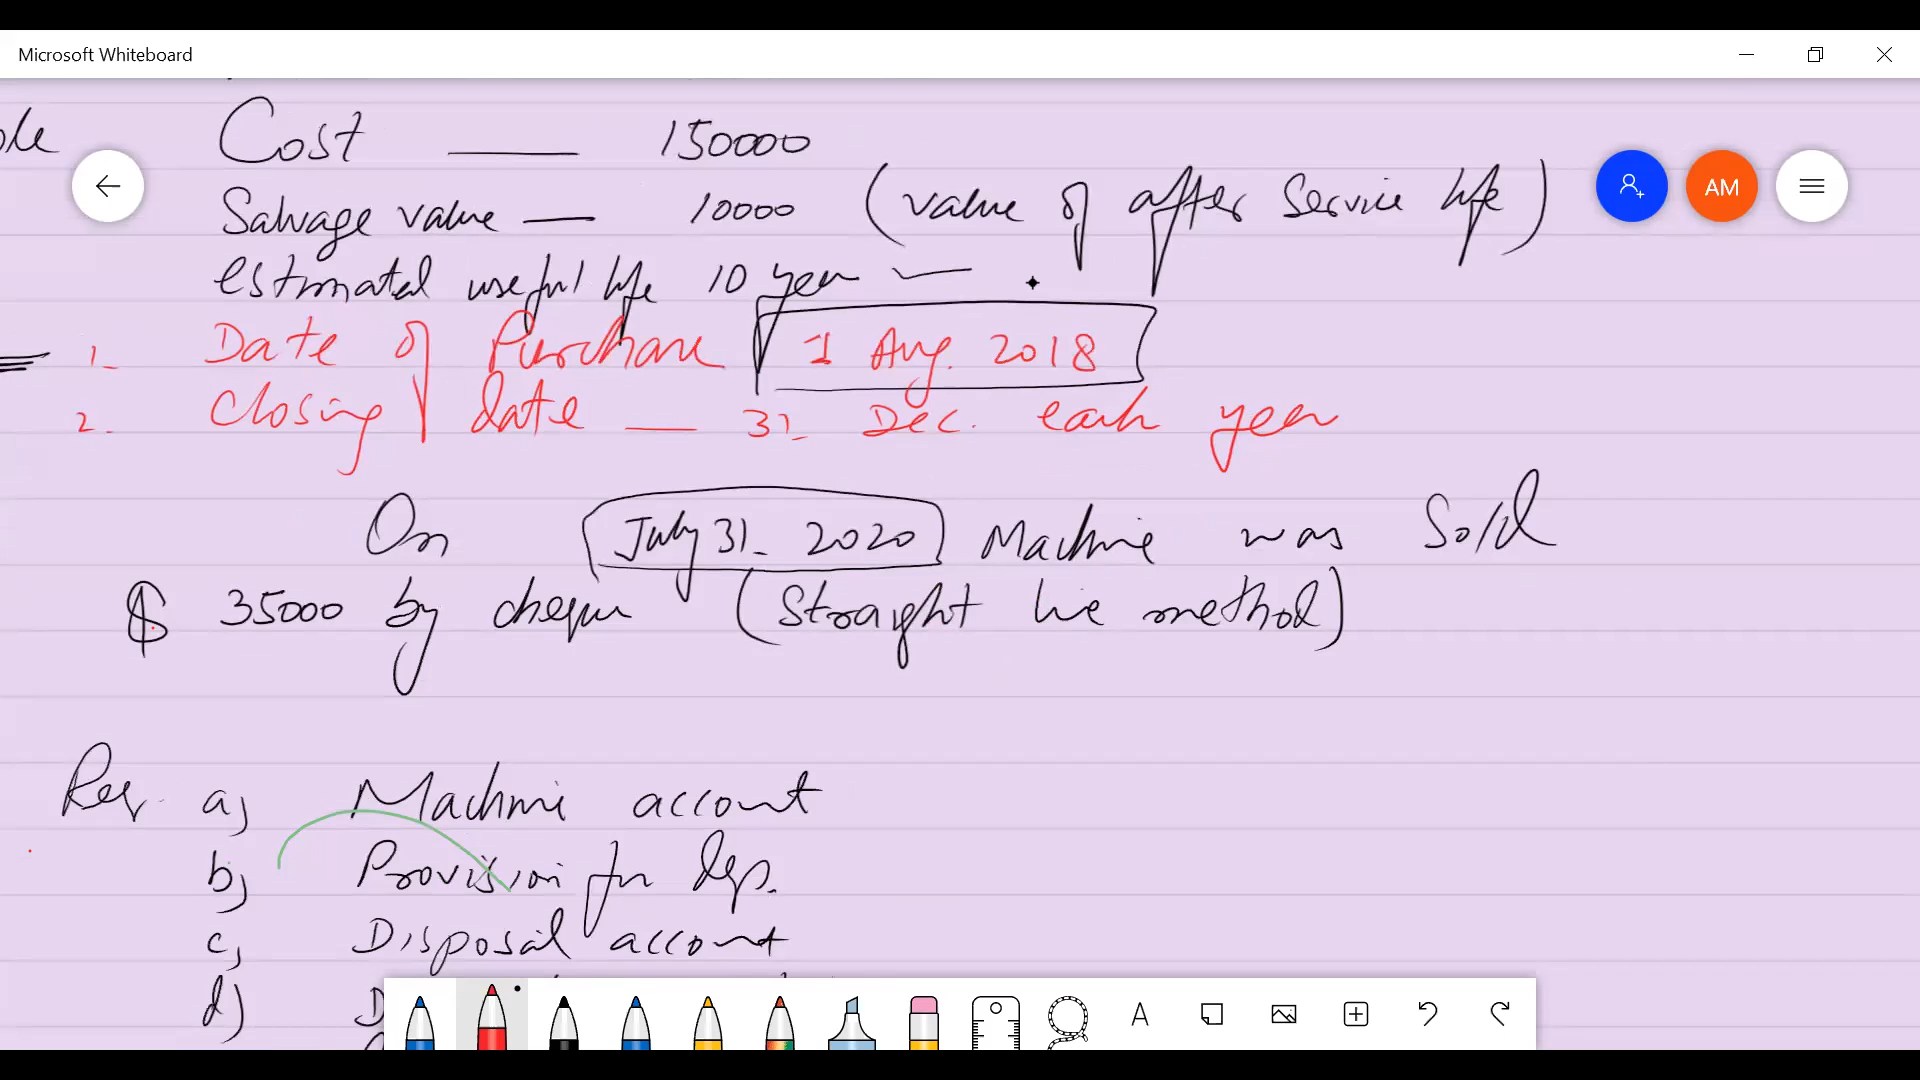 Microsoft Whiteboard
Cost — 150000
Salvage value — 10000 (value of after Service life)
estimated useful life 10 year
1. Date of Purchase 1 Aug. 2018
2. Closing date — 31 Dec. each year
On July 31. 2020 Machine was Sold
$ 35000 by cheque (Straight line method)
Req. a) Machine account
b) Provision for dep.
c) Disposal account
d)
AM